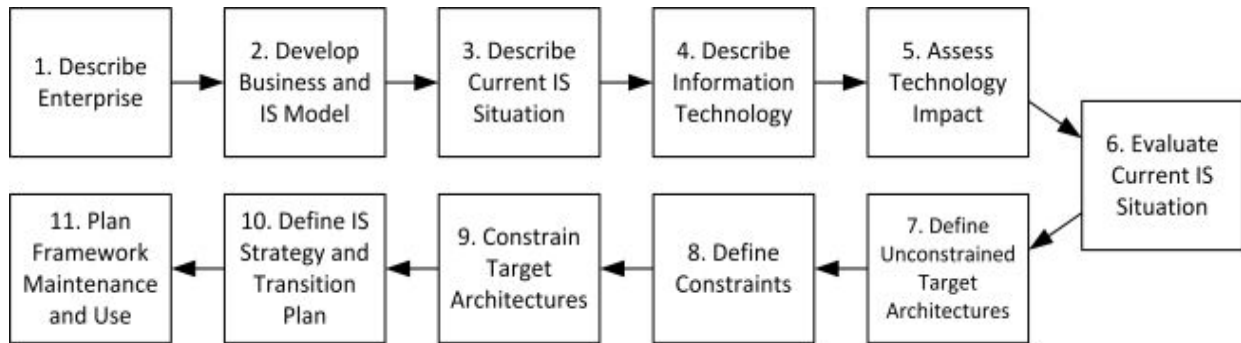 1. Describe
Enterprise
2. Develop
Business and
IS Model
3. Describe
Current IS
Situation
4. Describe
Information
Technology
5. Assess
Technology
Impact
6. Evaluate
Current IS
Situation
7. Define
Unconstrained
Target
Architectures
8. Define
Constraints
9. Constrain
Target
Architectures
10. Define IS
Strategy and
Transition
Plan
11. Plan
Framework
Maintenance
and Use